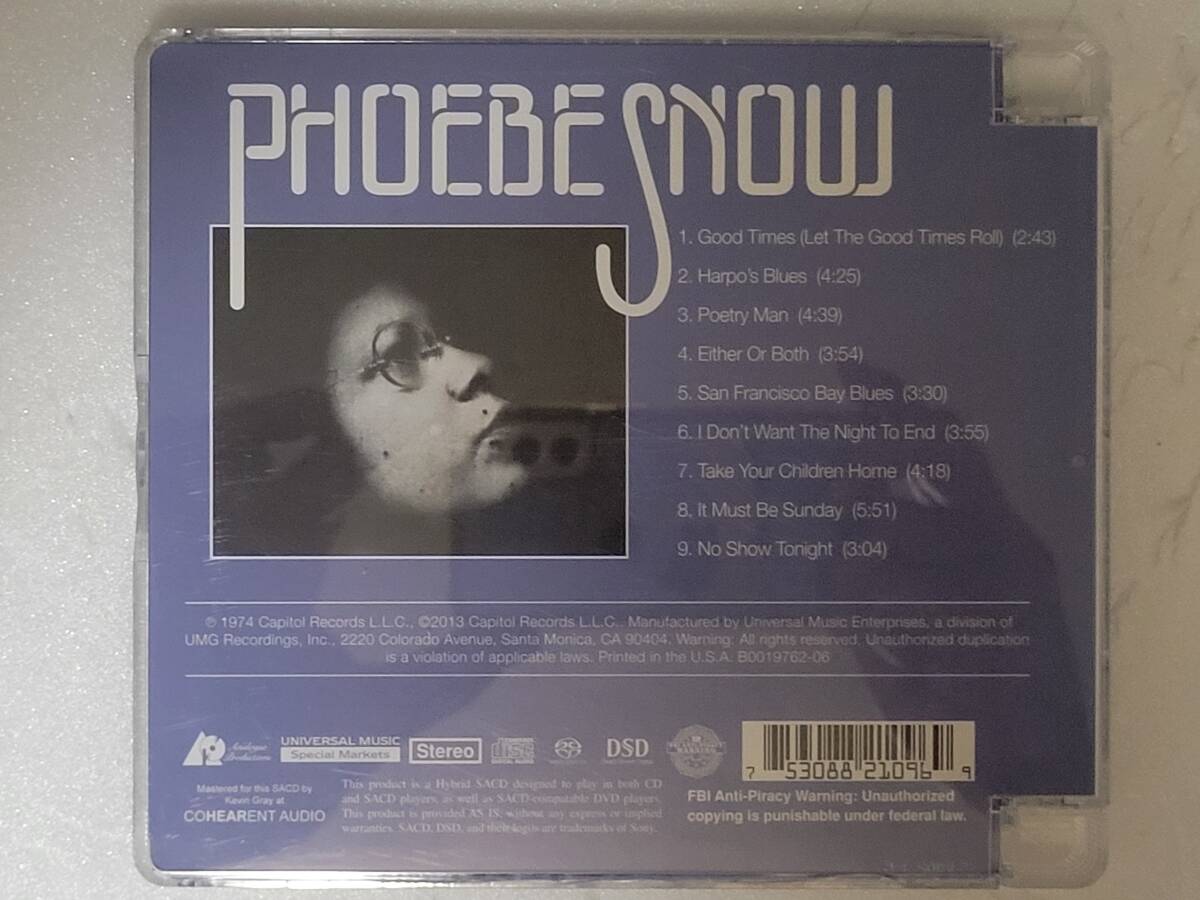 PHOEBE SNOW
1. Good Times (Let The Good Times Roll) (2:43)
2. Harpo's Blues (4:25)
3. Poetry Man (4:39)
4. Either Or Both (3:54)
5. San Francisco Bay Blues (3:30)
6. I Don't Want The Night To End (3:55)
7. Take Your Children Home (4:18)
8. It Must Be Sunday (5:51)
9. No Show Tonight (3:04)
℗ 1974 Capitol Records L.L.C., ©2013 Capitol Records L.L.C.. Manufactured by Universal Music Enterprises, a division of
UMG Recordings, Inc., 2220 Colorado Avenue, Santa Monica, CA 90404. Warning: All rights reserved. Unauthorized duplication
is a violation of applicable laws. Printed in the U.S.A. B0019762-06
Analogue
Productions
UNIVERSAL MUSIC
Special Markets
Stereo
disc
DIGITAL AUDIO
DSD
7 53088 21096 9
Mastered for this SACD by
Kevin Gray at
COHEARENT AUDIO
This product is a Hybrid SACD designed to play in both CD
and SACD players, as well as SACD-compatable DVD players.
This product is provided AS IS, without any express or implied
warranties. SACD, DSD, and their logos are trademarks of Sony.
FBI Anti-Piracy Warning: Unauthorized
copying is punishable under federal law.